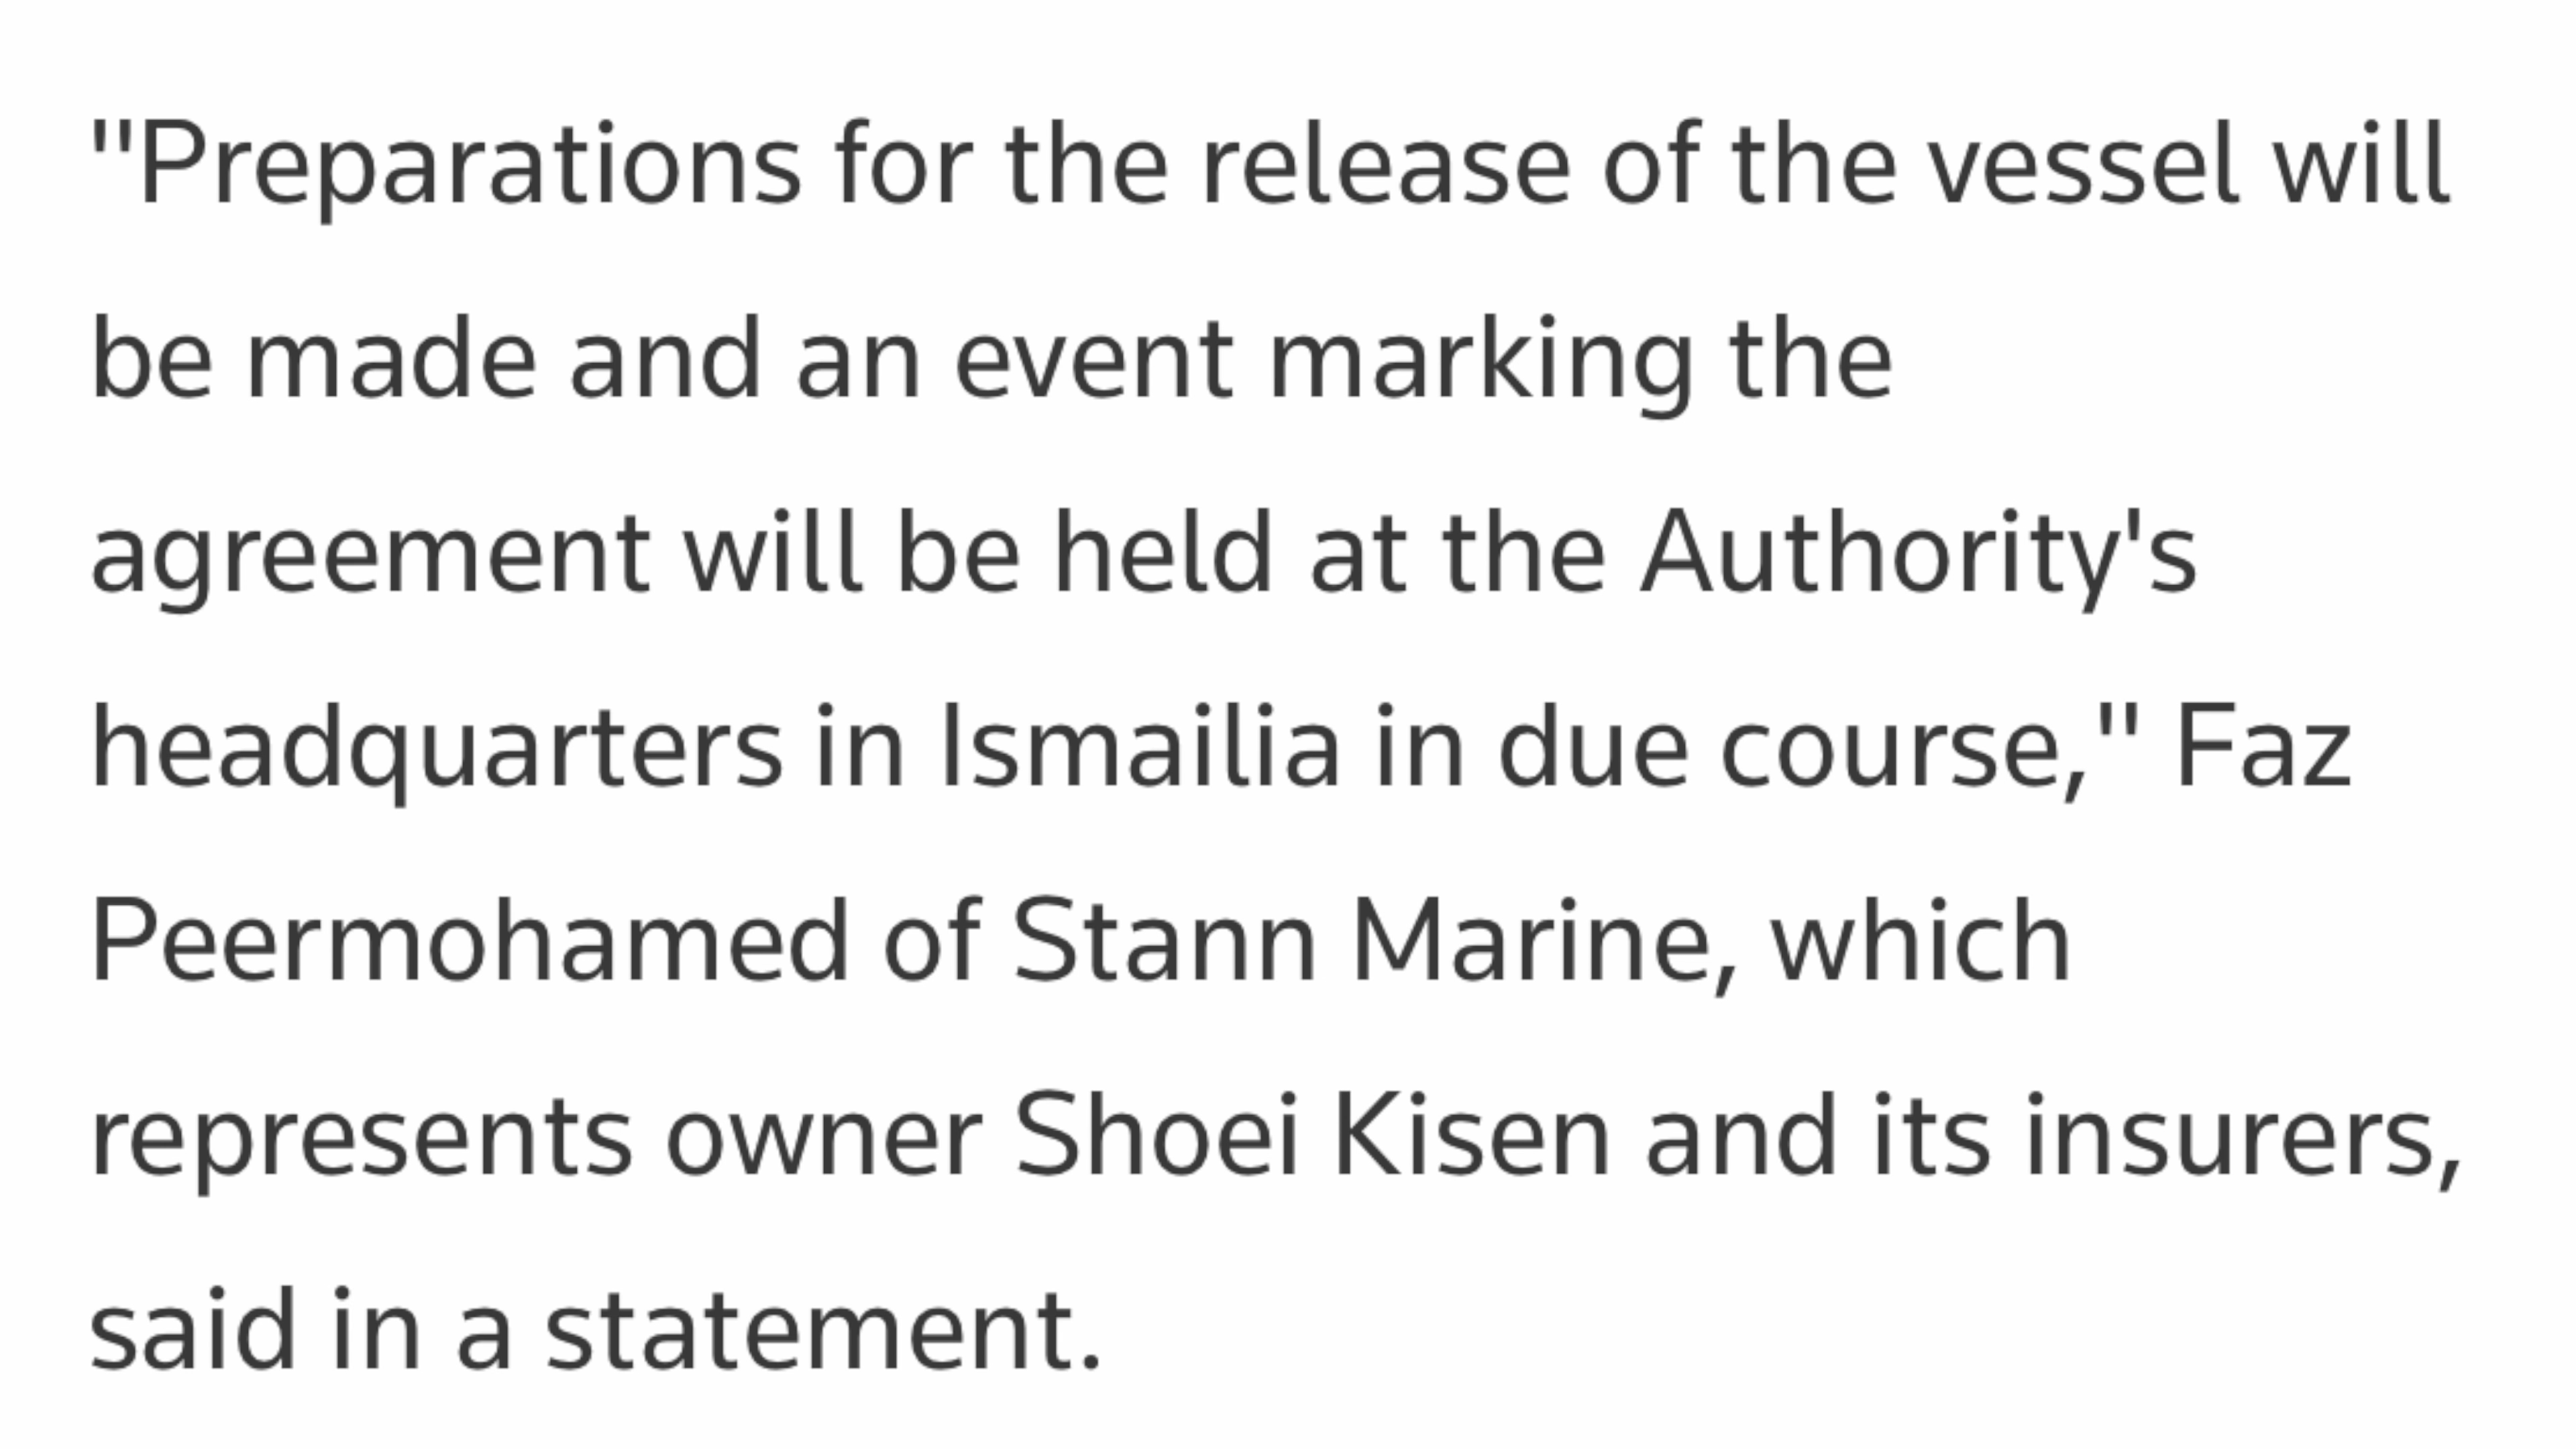 "Preparations for the release of the vessel will
be made and an event marking the
agreement will be held at the Authority's
headquarters in Ismailia in due course," Faz
Peermohamed of Stann Marine, which
represents owner Shoei Kisen and its insurers,
said in a statement.